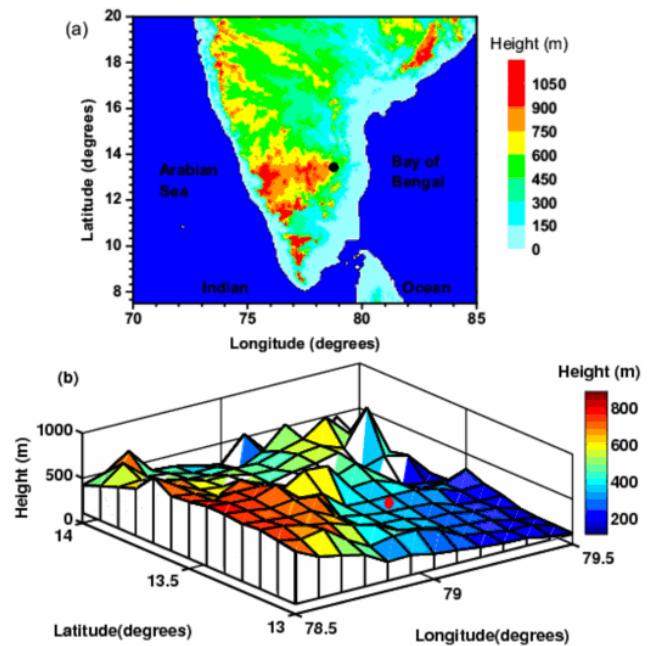 (a)
20
18
16
14
12
10
8
Latitude (degrees)
Arabian
Sea
Bay of
Bengal
Indian
Ocean
70
75
80
85
Longitude (degrees)
Height (m)
1050
900
750
600
450
300
150
0
(b)
1000
500
0
Height (m)
14
13.5
13
Latitude(degrees)
78.5
79
79.5
Longitude(degrees)
Height (m)
800
600
400
200